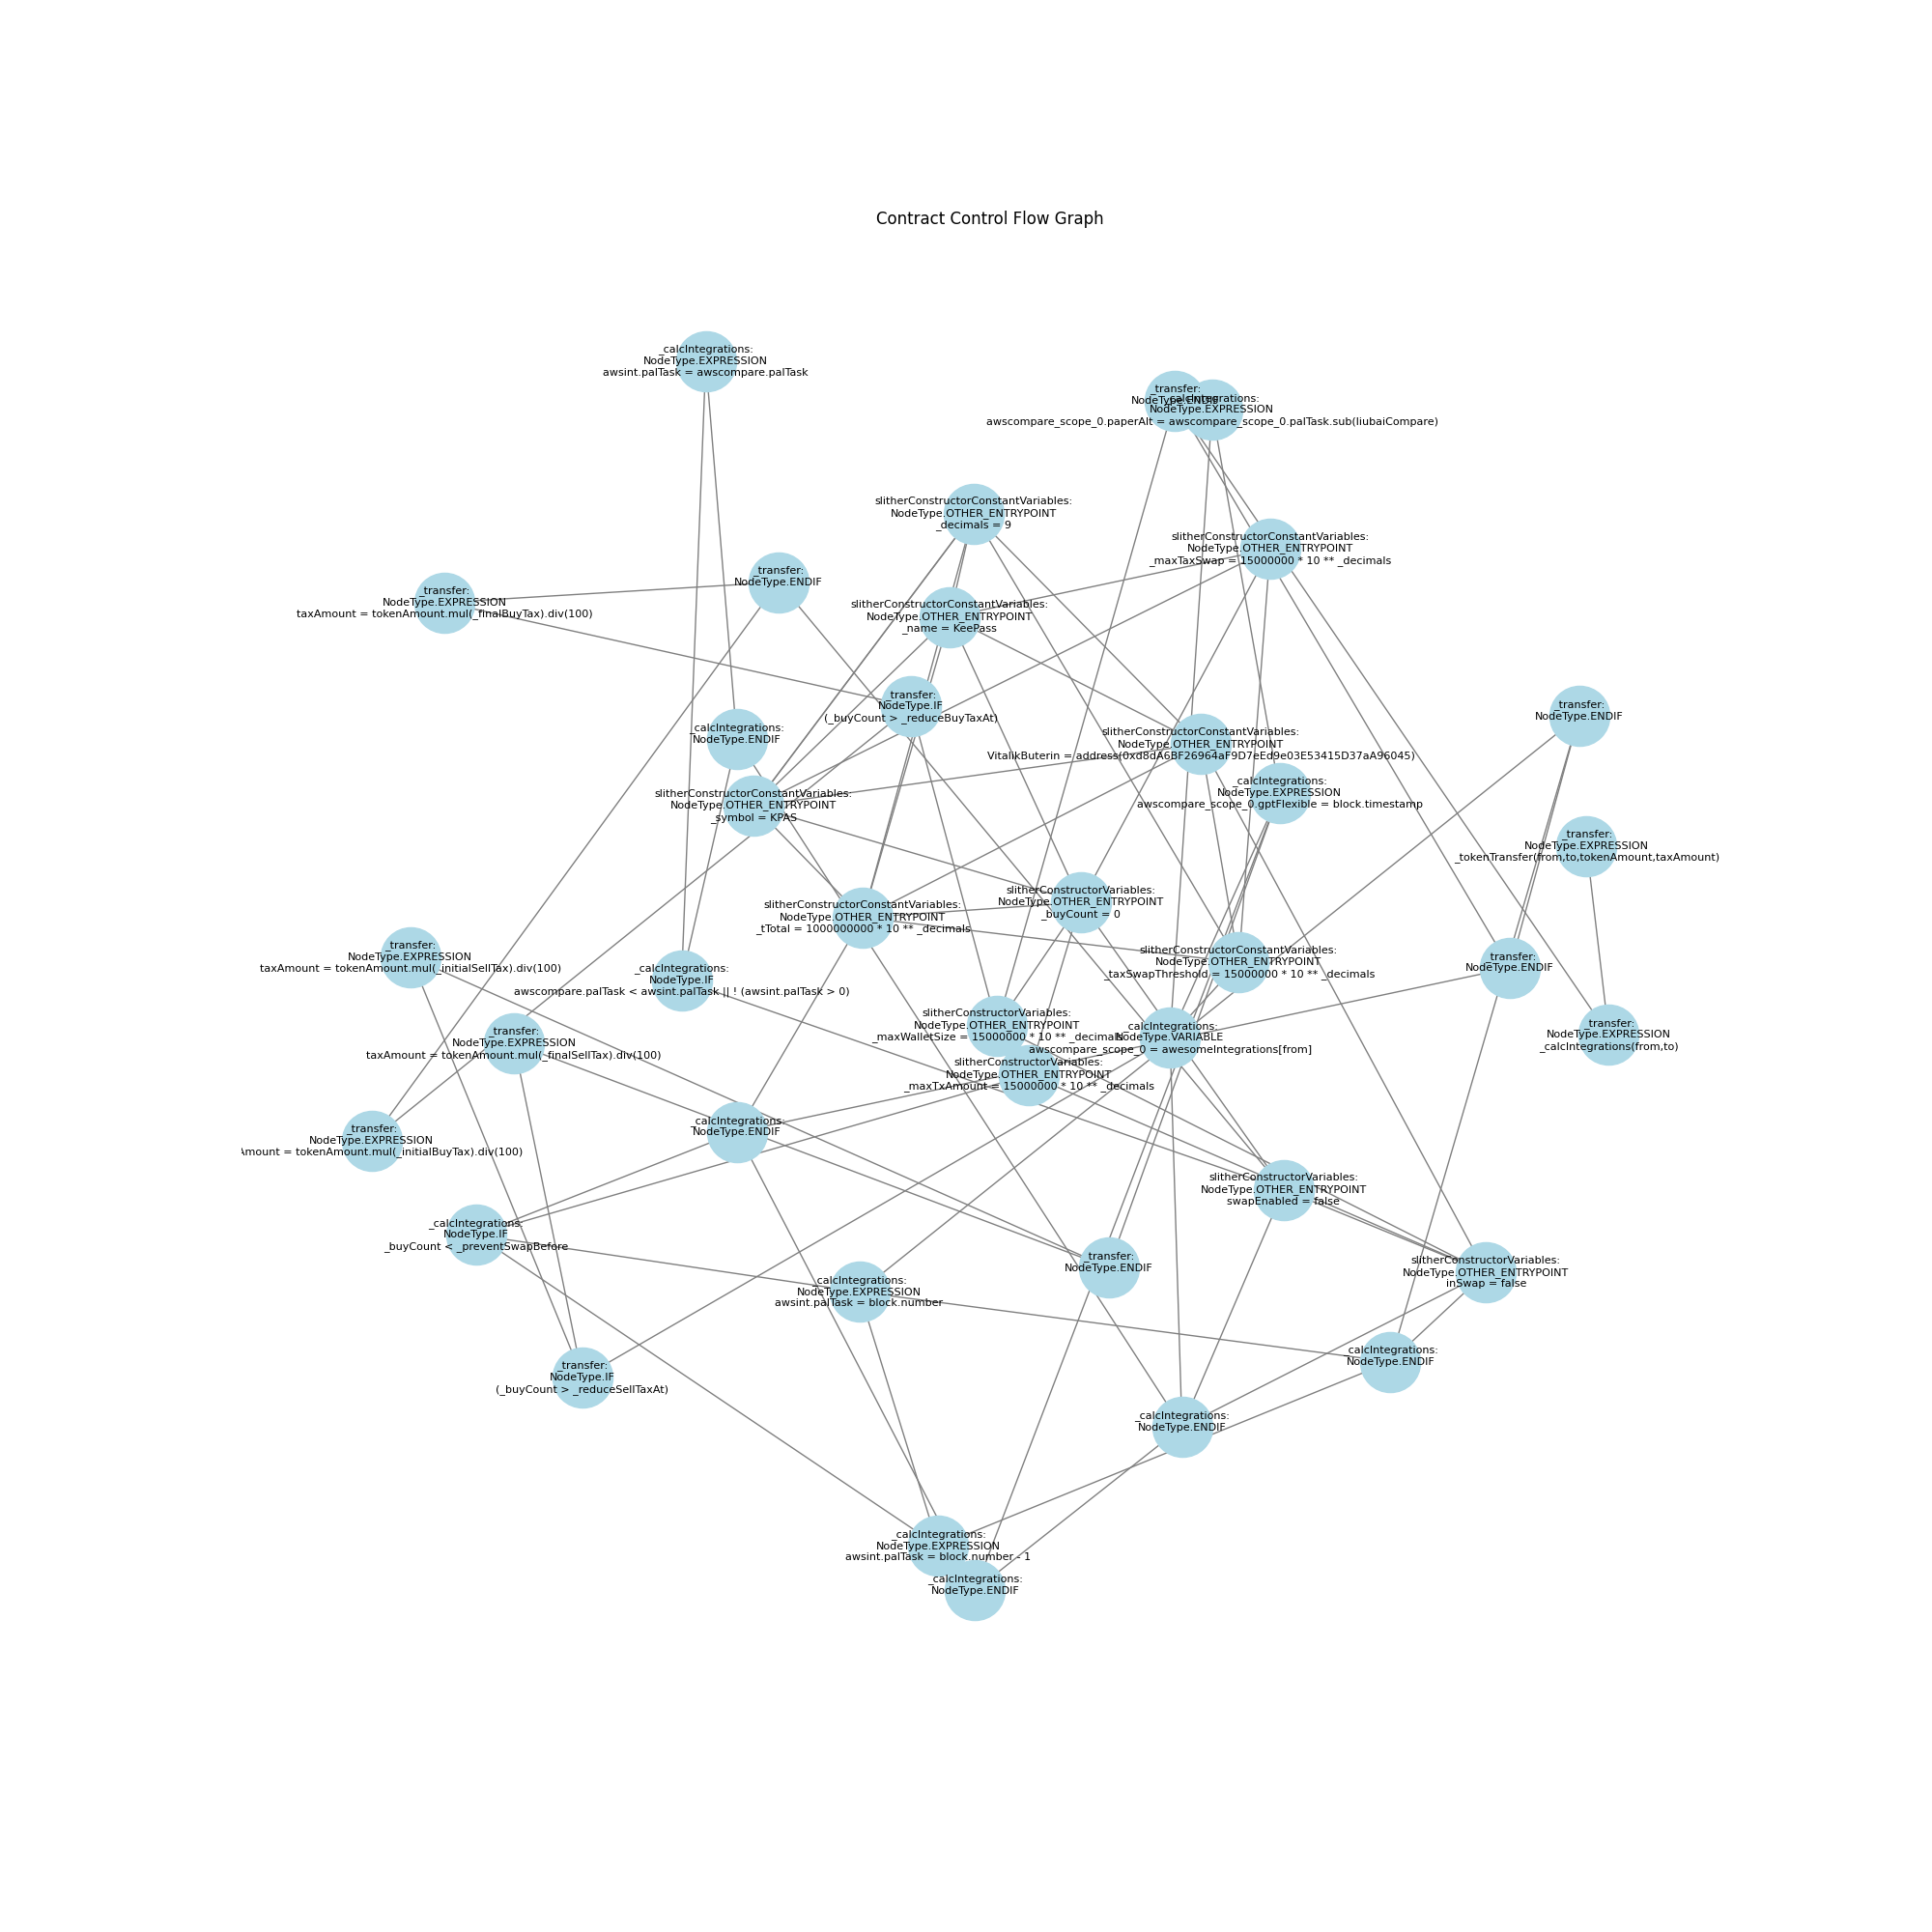 Contract Control Flow Graph
_calcIntegrations:
NodeType.EXPRESSION
awsint.palTask = awscompare.palTask
_transfer:
NodeType.ENDIF
_calcIntegrations:
NodeType.EXPRESSION
awscompare_scope_0.paperAlt = awscompare_scope_0.palTask.sub(liubaiCompare)
slitherConstructorConstantVariables:
NodeType.OTHER_ENTRYPOINT
_decimals = 9
slitherConstructorConstantVariables:
NodeType.OTHER_ENTRYPOINT
_maxTaxSwap = 15000000 * 10 ** _decimals
_transfer:
NodeType.ENDIF
_transfer:
NodeType.EXPRESSION
taxAmount = tokenAmount.mul(_finalBuyTax).div(100)
slitherConstructorConstantVariables:
NodeType.OTHER_ENTRYPOINT
_name = KeePass
_transfer:
NodeType.IF
(_buyCount > _reduceBuyTaxAt)
_transfer:
NodeType.ENDIF
_calcIntegrations:
NodeType.ENDIF
slitherConstructorConstantVariables:
NodeType.OTHER_ENTRYPOINT
VitalikButerin = address(0xd8dA6BF26964aF9D7eEd9e03E53415D37aA96045)
_calcIntegrations:
NodeType.EXPRESSION
awscompare_scope_0.gptFlexible = block.timestamp
slitherConstructorConstantVariables:
NodeType.OTHER_ENTRYPOINT
_symbol = KPAS
_transfer:
NodeType.EXPRESSION
_tokenTransfer(from,to,tokenAmount,taxAmount)
slitherConstructorVariables:
NodeType.OTHER_ENTRYPOINT
_buyCount = 0
slitherConstructorConstantVariables:
NodeType.OTHER_ENTRYPOINT
_tTotal = 1000000000 * 10 ** _decimals
_transfer:
NodeType.EXPRESSION
taxAmount = tokenAmount.mul(_initialSellTax).div(100)
slitherConstructorConstantVariables:
NodeType.OTHER_ENTRYPOINT
_taxSwapThreshold = 15000000 * 10 ** _decimals
_transfer:
NodeType.ENDIF
_calcIntegrations:
NodeType.IF
awscompare.palTask < awsint.palTask || ! (awsint.palTask > 0)
slitherConstructorVariables:
NodeType.OTHER_ENTRYPOINT
_maxWalletSize = 15000000 * 10 ** _decimals
_calcIntegrations:
NodeType.VARIABLE
awscompare_scope_0 = awesomeIntegrations[from]
_transfer:
NodeType.EXPRESSION
_calcIntegrations(from,to)
_transfer:
NodeType.EXPRESSION
taxAmount = tokenAmount.mul(_finalSellTax).div(100)
slitherConstructorVariables:
NodeType.OTHER_ENTRYPOINT
_maxTxAmount = 15000000 * 10 ** _decimals
_calcIntegrations:
NodeType.ENDIF
_transfer:
NodeType.EXPRESSION
Amount = tokenAmount.mul(_initialBuyTax).div(100)
slitherConstructorVariables:
NodeType.OTHER_ENTRYPOINT
swapEnabled = false
_calcIntegrations:
NodeType.IF
_buyCount < _preventSwapBefore
_transfer:
NodeType.ENDIF
slitherConstructorVariables:
NodeType.OTHER_ENTRYPOINT
inSwap = false
_calcIntegrations:
NodeType.EXPRESSION
awsint.palTask = block.number
_calcIntegrations:
NodeType.ENDIF
_transfer:
NodeType.IF
(_buyCount > _reduceSellTaxAt)
_calcIntegrations:
NodeType.ENDIF
_calcIntegrations:
NodeType.EXPRESSION
awsint.palTask = block.number - 1
_calcIntegrations:
NodeType.ENDIF